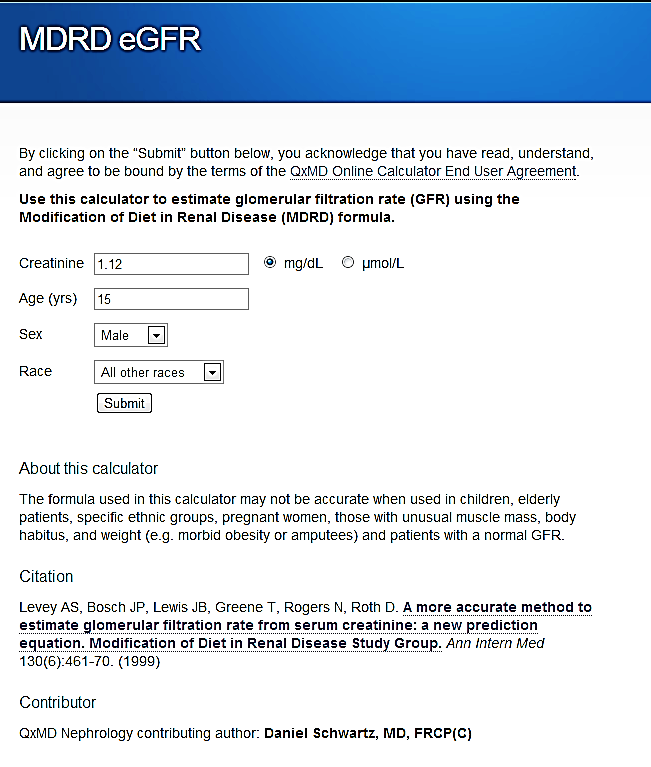 MDRD eGFR
By clicking on the “Submit” button below, you acknowledge that you have read, understand,
and agree to be bound by the terms of the QxMD Online Calculator End User Agreement.
Use this calculator to estimate glomerular filtration rate (GFR) using the
Modification of Diet in Renal Disease (MDRD) formula.
Creatinine 1.12 mg/dL µmol/L
Age (yrs) 15
Sex Male
Race All other races
Submit
About this calculator
The formula used in this calculator may not be accurate when used in children, elderly
patients, specific ethnic groups, pregnant women, those with unusual muscle mass, body
habitus, and weight (e.g. morbid obesity or amputees) and patients with a normal GFR.
Citation
Levey AS, Bosch JP, Lewis JB, Greene T, Rogers N, Roth D. A more accurate method to
estimate glomerular filtration rate from serum creatinine: a new prediction
equation. Modification of Diet in Renal Disease Study Group. Ann Intern Med
130(6):461-70. (1999)
Contributor
QxMD Nephrology contributing author: Daniel Schwartz, MD, FRCP(C)